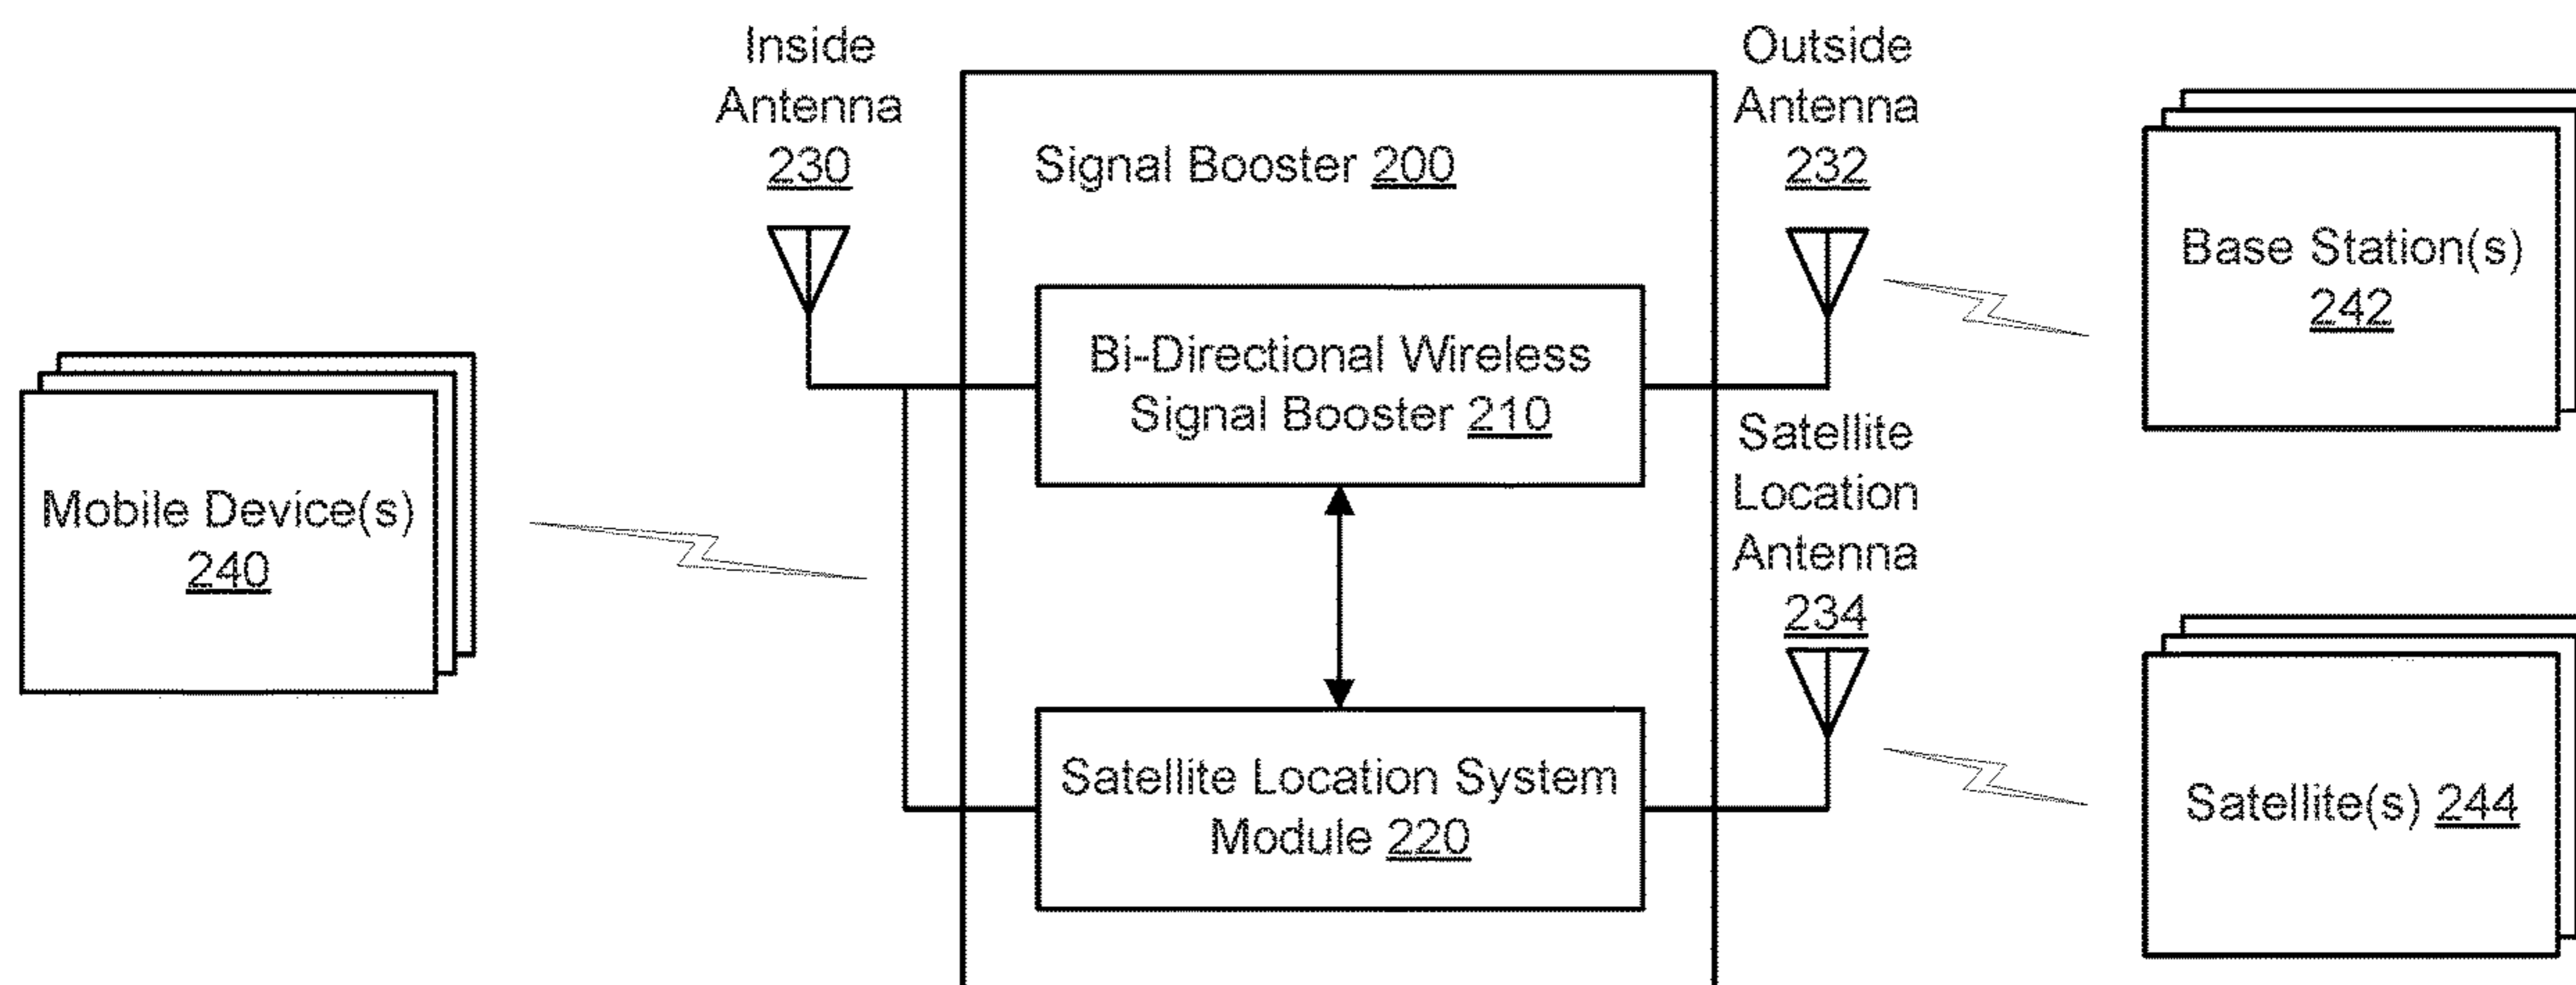 Inside
Antenna
230
Signal Booster 200
Outside
Antenna
232
Base Station(s)
242
Bi-Directional Wireless
Signal Booster 210
Mobile Device(s)
240
Satellite
Location
Antenna
234
Satellite Location System
Module 220
Satellite(s) 244